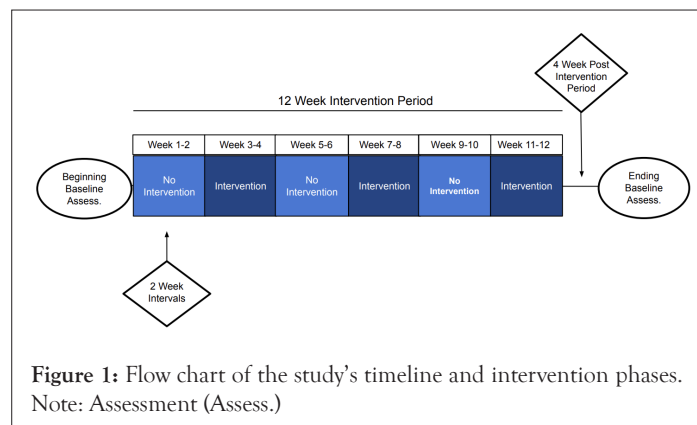 4 Week Post
Intervention
Period
12 Week Intervention Period
Week 1-2 Week 3-4 Week 5-6 Week 7-8 Week 9-10 Week 11-12
Beginning
Baseline
Assess.
No
Intervention
Intervention
No
Intervention
Intervention
No
Intervention
Intervention
Ending
Baseline
Assess.
2 Week
Intervals
Figure 1: Flow chart of the study's timeline and intervention phases.
Note: Assessment (Assess.)